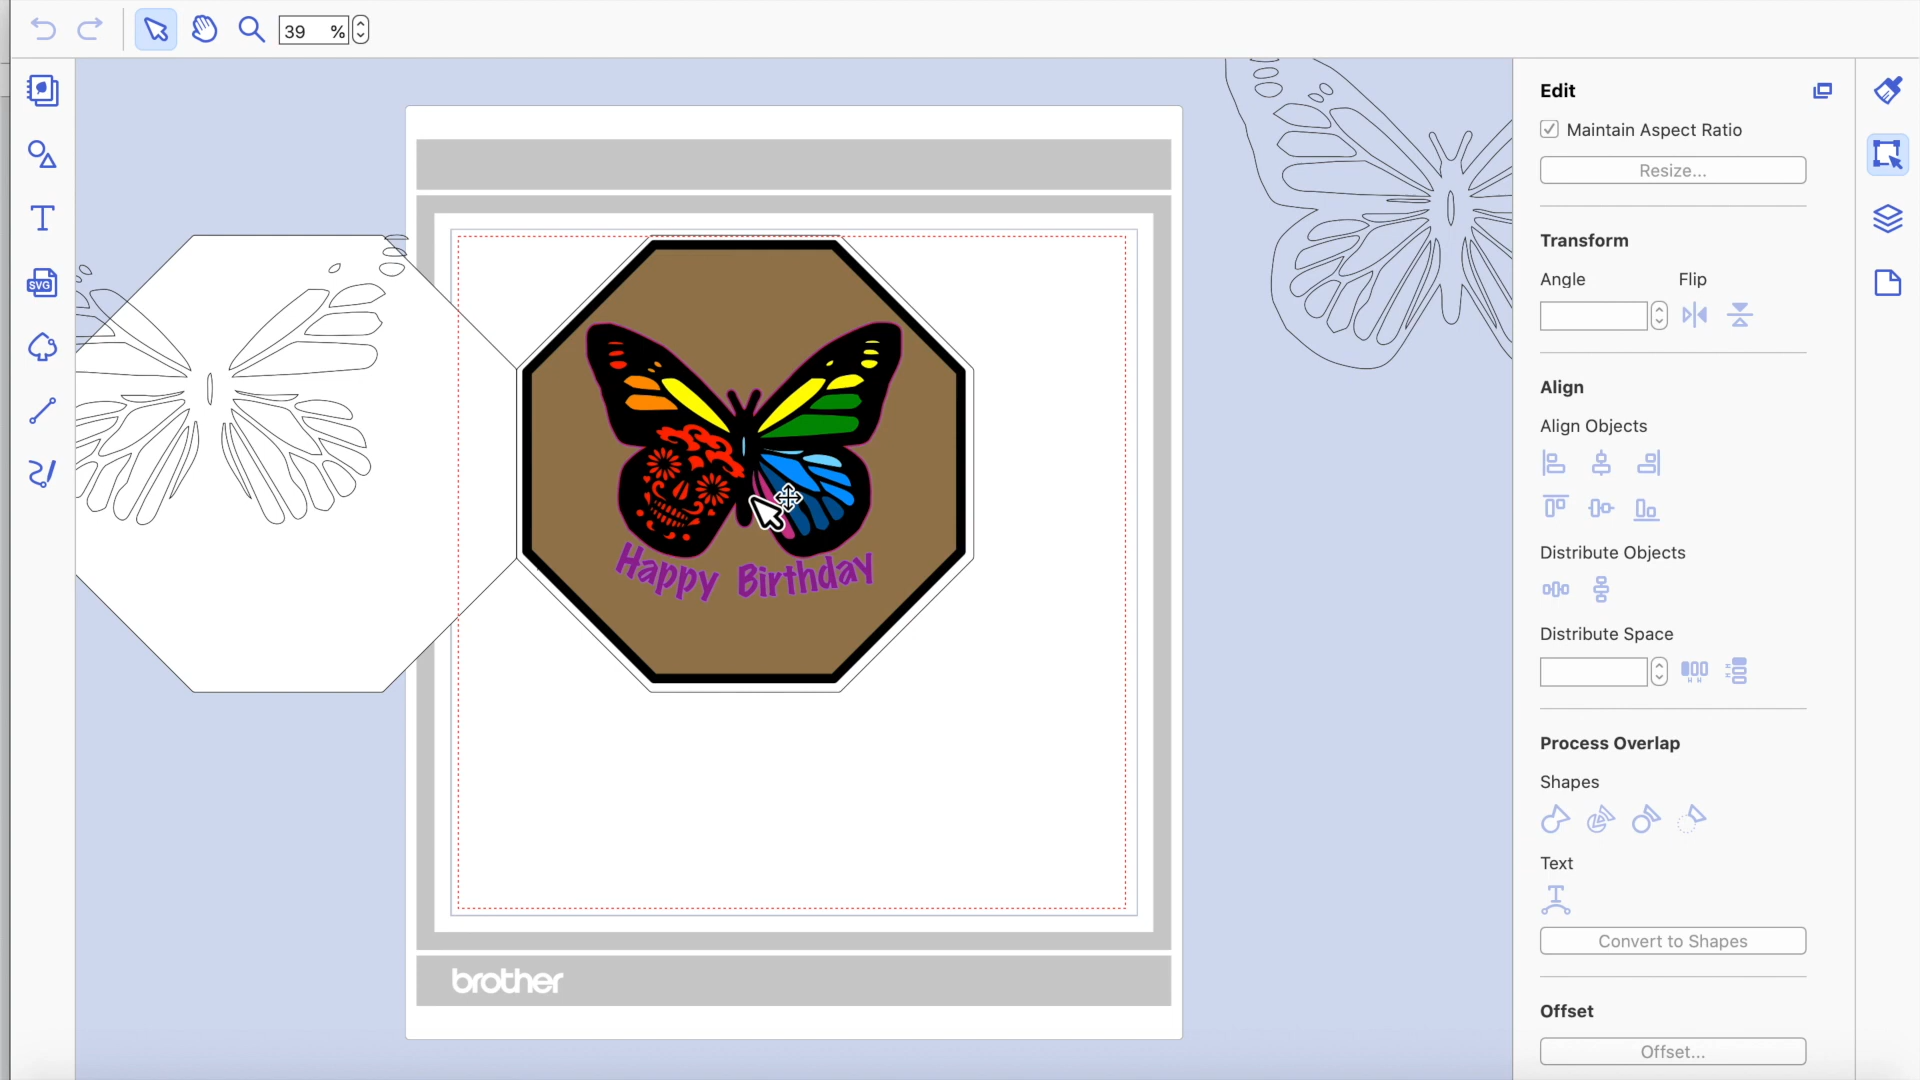 39 %
SVG
Happy Birthday
brother
Edit
Maintain Aspect Ratio
Resize...
Transform
Angle Flip
Align
Align Objects
Distribute Objects
Distribute Space
Process Overlap
Shapes
Text
Convert to Shapes
Offset
Offset...